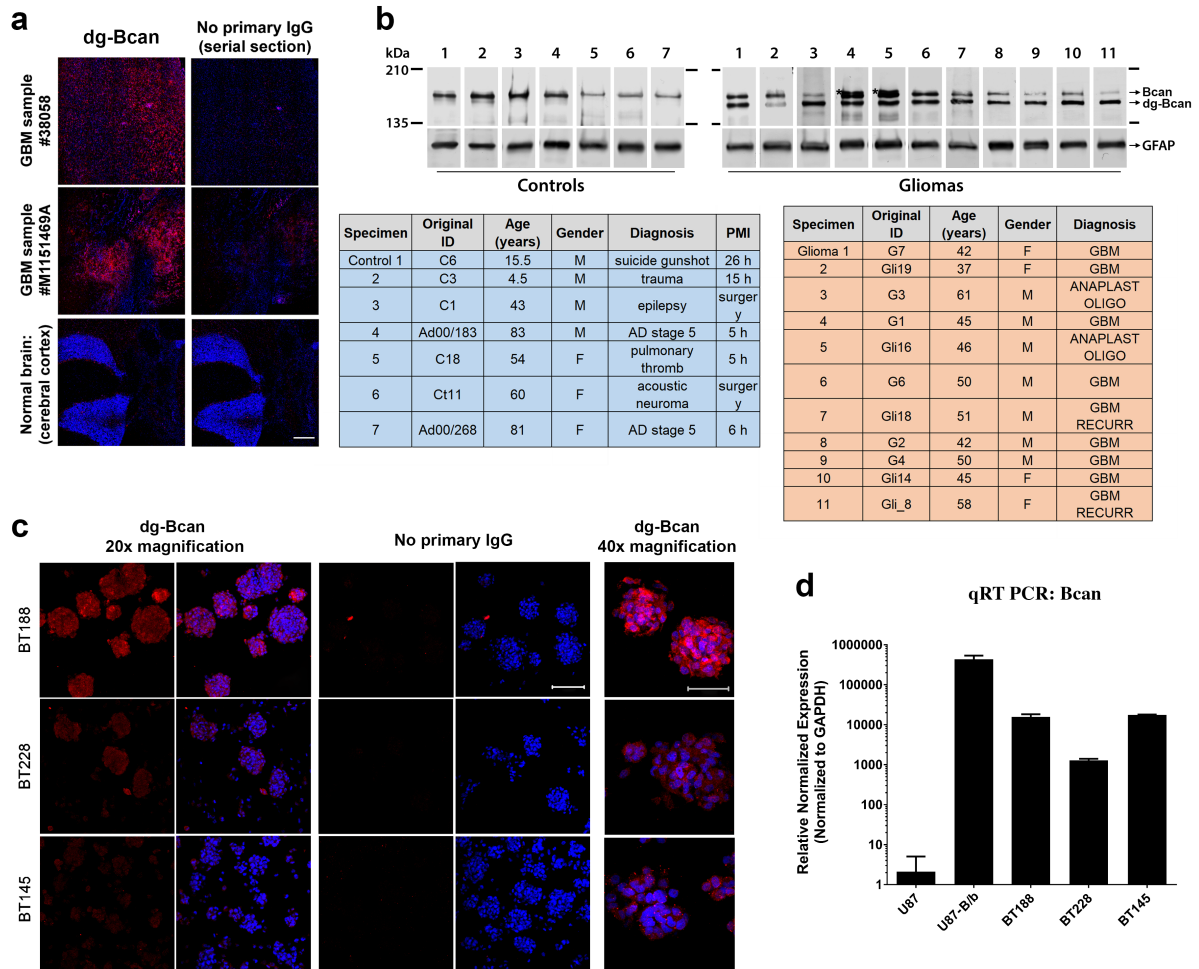 a
dg-Bcan
No primary IgG
(serial section)
GBM sample
#38058
GBM sample
#M1151469A
Normal brain:
(cerebral cortex)
b
kDa
1 2 3 4 5 6 7
1 2 3 4 5 6 7 8 9 10 11
210
135
* *
Bcan
dg-Bcan
GFAP
Controls
Gliomas
Specimen Original ID Age (years) Gender Diagnosis PMI
Control 1 C6 15.5 M suicide gunshot 26 h
2 C3 4.5 M trauma 15 h
3 C1 43 M epilepsy surger
y
4 Ad00/183 83 M AD stage 5 5 h
5 C18 54 F pulmonary thromb 5 h
6 Ct11 60 F acoustic neuroma surger
y
7 Ad00/268 81 F AD stage 5 6 h
Specimen Original ID Age (years) Gender Diagnosis
Glioma 1 G7 42 F GBM
2 Gli19 37 F GBM
3 G3 61 M ANAPLAST OLIGO
4 G1 45 M GBM
5 Gli16 46 M ANAPLAST OLIGO
6 G6 50 M GBM
7 Gli18 51 M GBM RECURR
8 G2 42 M GBM
9 G4 50 M GBM
10 Gli14 45 F GBM
11 Gli_8 58 F GBM RECURR
c
dg-Bcan
20x magnification
No primary IgG
dg-Bcan
40x magnification
BT188
BT228
BT145
d
qRT PCR: Bcan
Relative Normalized Expression
(Normalized to GAPDH)
1000000
100000
10000
1000
100
10
1
U87
U87-B/b
BT188
BT228
BT145